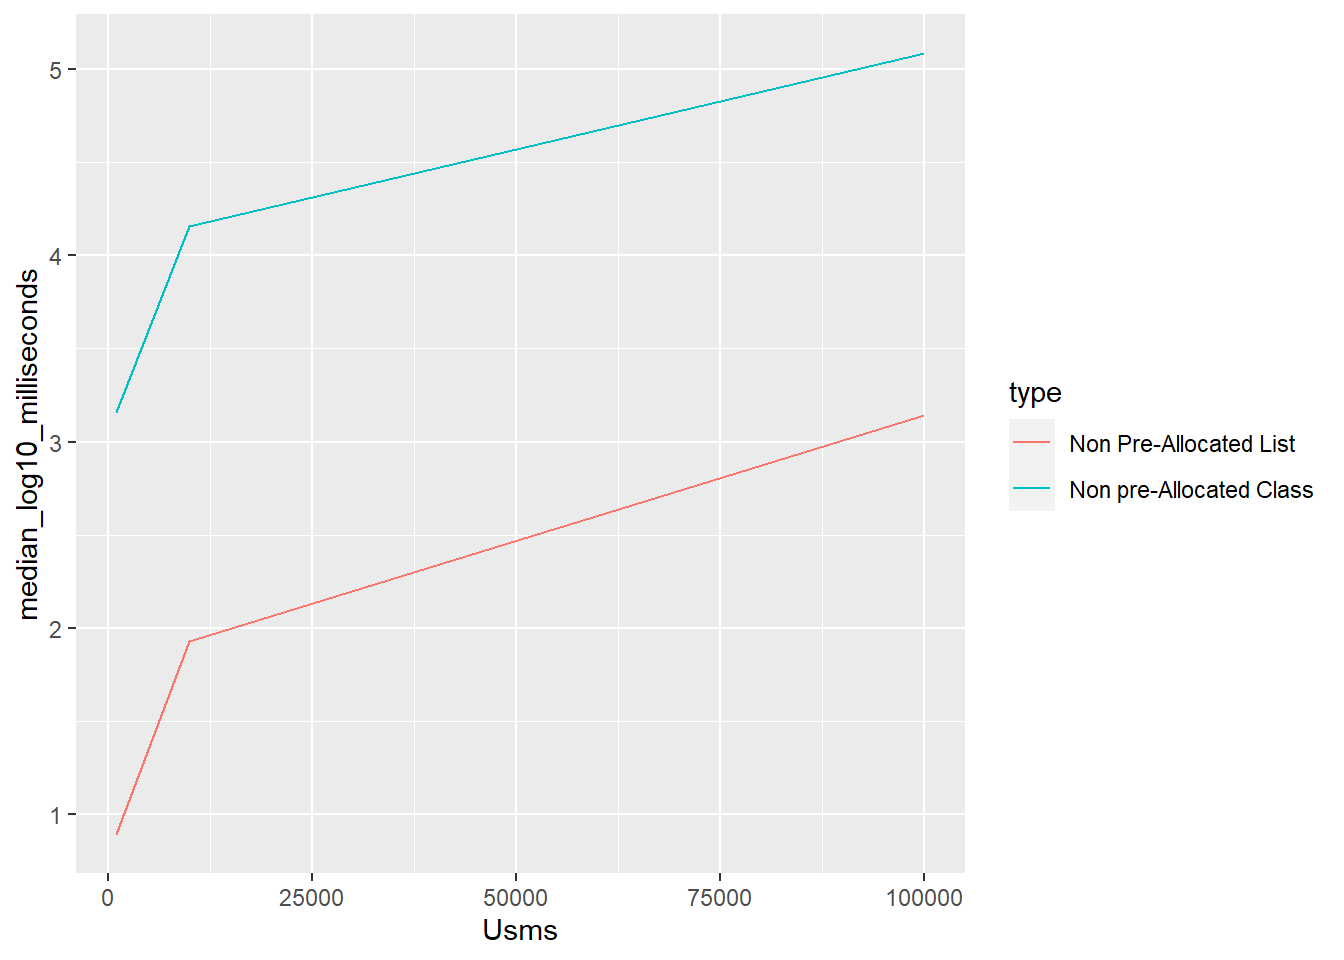 median_log10_milliseconds
5
4
3
2
1
0 25000 50000 75000 100000
Usms
type
Non Pre-Allocated List
Non pre-Allocated Class